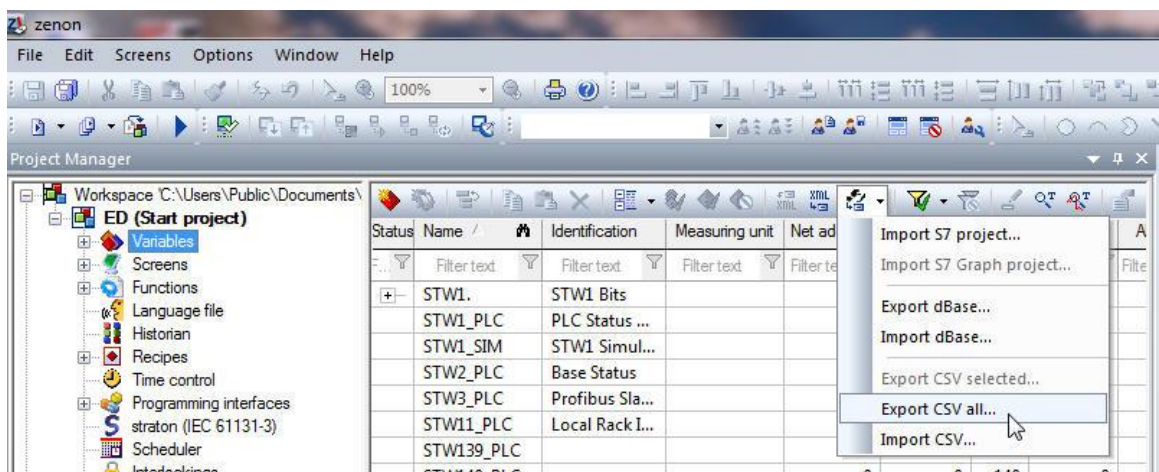 zenon
File Edit Screens Options Window Help
100%
Project Manager
Workspace 'C:\Users\Public\Documents\
ED (Start project)
Variables
Screens
Functions
Language file
Historian
Recipes
Time control
Programming interfaces
straton (IEC 61131-3)
Scheduler
Interlockings
Status Name Identification Measuring unit Net ad A
F... Filter text Filter text Filter text Filter te Filte
STW1. STW1 Bits
STW1_PLC PLC Status ...
STW1_SIM STW1 Simul...
STW2_PLC Base Status
STW3_PLC Profibus Sla...
STW11_PLC Local Rack I...
STW139_PLC
XML
Import S7 project...
Import S7 Graph project...
Export dBase...
Import dBase...
Export CSV selected...
Export CSV all...
Import CSV...